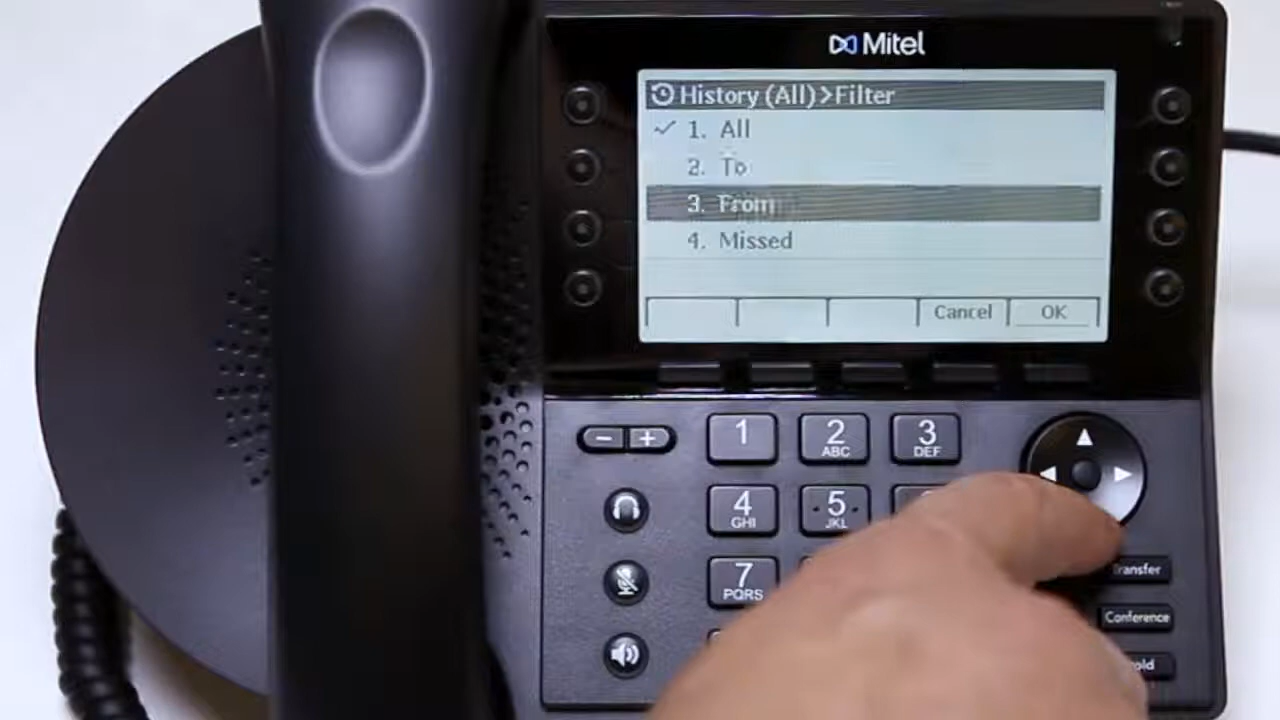 Mitel
History (All)>Filter
✓ 1. All
2. To
3. From
4. Missed
Cancel OK
− +
1 2 ABC 3 DEF
4 GHI 5 JKL
7 PQRS
Transfer
Conference